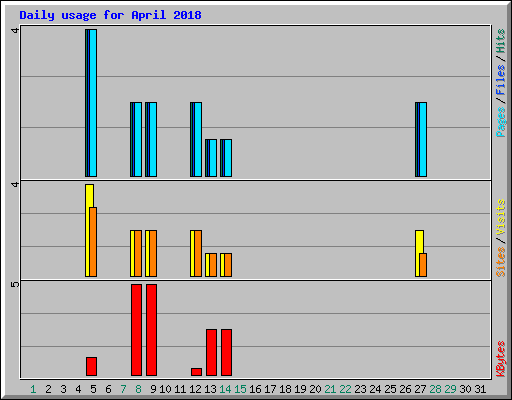 Daily usage for April 2018
4
4
5
Pages / Files / Hits
Sites / Visits
KBytes
1 2 3 4 5 6 7 8 9 10 11 12 13 14 15 16 17 18 19 20 21 22 23 24 25 26 27 28 29 30 31